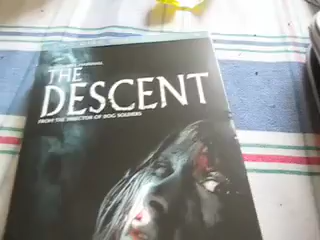 THE
DESCENT
FROM THE DIRECTOR OF DOG SOLDIERS